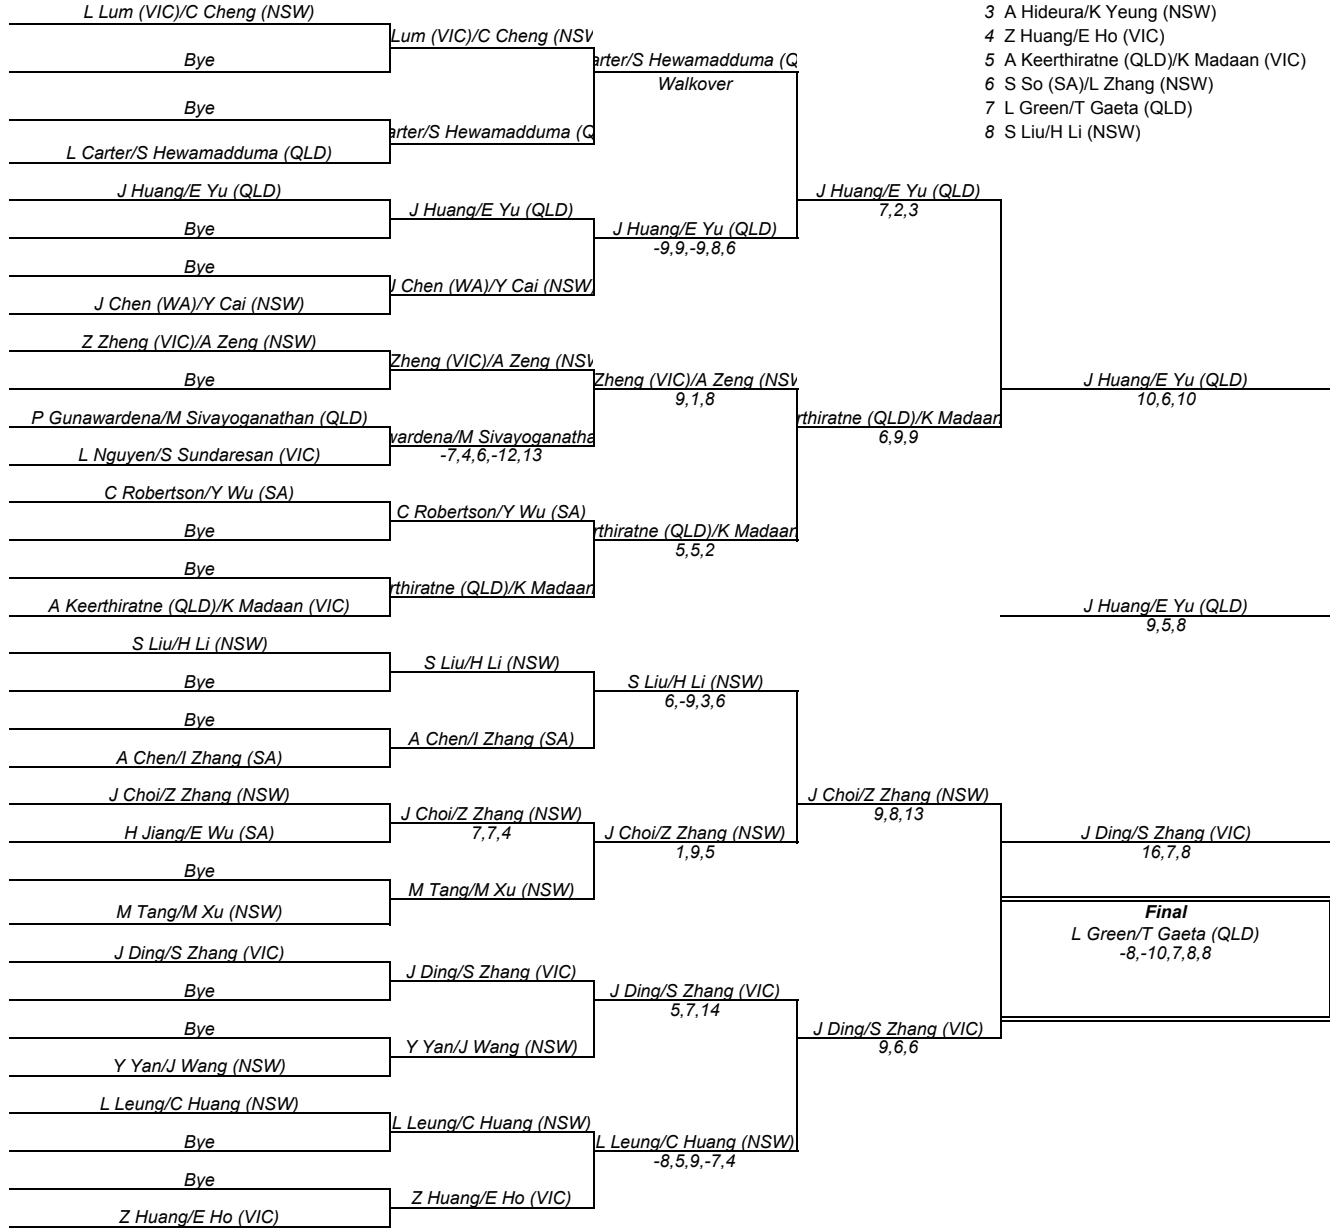 L Lum (VIC)/C Cheng (NSW)
Bye
Bye
L Carter/S Hewamadduma (QLD)
J Huang/E Yu (QLD)
Bye
Bye
J Chen (WA)/Y Cai (NSW)
Z Zheng (VIC)/A Zeng (NSW)
Bye
P Gunawardena/M Sivayoganathan (QLD)
L Nguyen/S Sundaresan (VIC)
C Robertson/Y Wu (SA)
Bye
Bye
A Keerthiratne (QLD)/K Madaan (VIC)
S Liu/H Li (NSW)
Bye
Bye
A Chen/I Zhang (SA)
J Choi/Z Zhang (NSW)
H Jiang/E Wu (SA)
Bye
M Tang/M Xu (NSW)
J Ding/S Zhang (VIC)
Bye
Bye
Y Yan/J Wang (NSW)
L Leung/C Huang (NSW)
Bye
Bye
Z Huang/E Ho (VIC)
Lum (VIC)/C Cheng (NSW
arter/S Hewamadduma (Q
J Huang/E Yu (QLD)
J Chen (WA)/Y Cai (NSW)
Zheng (VIC)/A Zeng (NSW
wardena/M Sivayoganatha
-7,4,6,-12,13
C Robertson/Y Wu (SA)
rthiratne (QLD)/K Madaan
S Liu/H Li (NSW)
A Chen/I Zhang (SA)
J Choi/Z Zhang (NSW)
7,7,4
M Tang/M Xu (NSW)
J Ding/S Zhang (VIC)
Y Yan/J Wang (NSW)
L Leung/C Huang (NSW)
Z Huang/E Ho (VIC)
arter/S Hewamadduma (Q
Walkover
J Huang/E Yu (QLD)
-9,9,-9,8,6
Zheng (VIC)/A Zeng (NSW
9,1,8
rthiratne (QLD)/K Madaan
5,5,2
S Liu/H Li (NSW)
6,-9,3,6
J Choi/Z Zhang (NSW)
1,9,5
J Ding/S Zhang (VIC)
5,7,14
L Leung/C Huang (NSW)
-8,5,9,-7,4
J Huang/E Yu (QLD)
7,2,3
rthiratne (QLD)/K Madaan
6,9,9
J Choi/Z Zhang (NSW)
9,8,13
J Ding/S Zhang (VIC)
9,6,6
3 A Hideura/K Yeung (NSW)
4 Z Huang/E Ho (VIC)
5 A Keerthiratne (QLD)/K Madaan (VIC)
6 S So (SA)/L Zhang (NSW)
7 L Green/T Gaeta (QLD)
8 S Liu/H Li (NSW)
J Huang/E Yu (QLD)
10,6,10
J Huang/E Yu (QLD)
9,5,8
J Ding/S Zhang (VIC)
16,7,8
Final
L Green/T Gaeta (QLD)
-8,-10,7,8,8